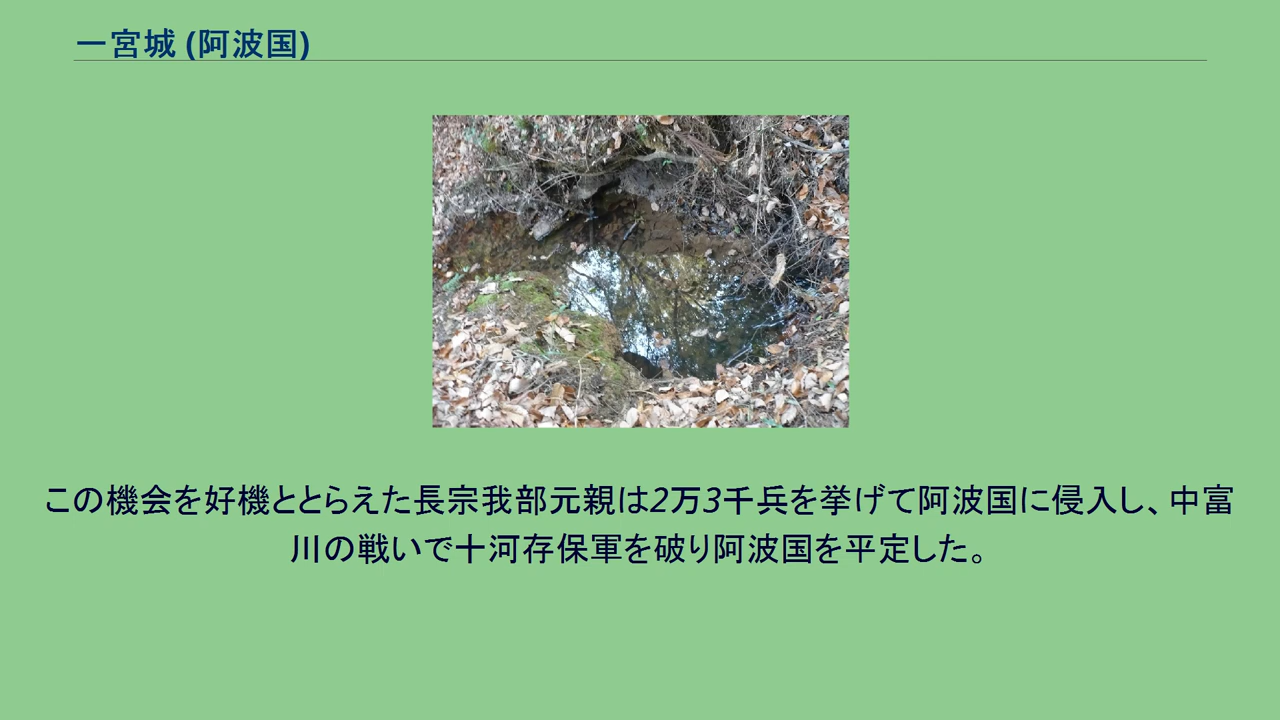 一宮城 (阿波国)
この機会を好機ととらえた長宗我部元親は2万3千兵を挙げて阿波国に侵入し、中富
川の戦いで十河存保軍を破り阿波国を平定した。